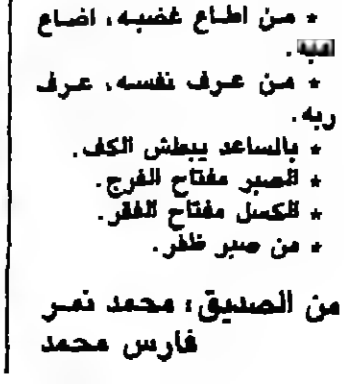 * من اطاع غضبه، اضاع
* من عرف نفسه، عرف
ربه.
* بالساعد يبطش الكف.
* الصبر مفتاح الفرج.
* الكسل مفتاح الفقر.
* من صبر ظفر.
من الصديق، محمد نمر
فارس محمد